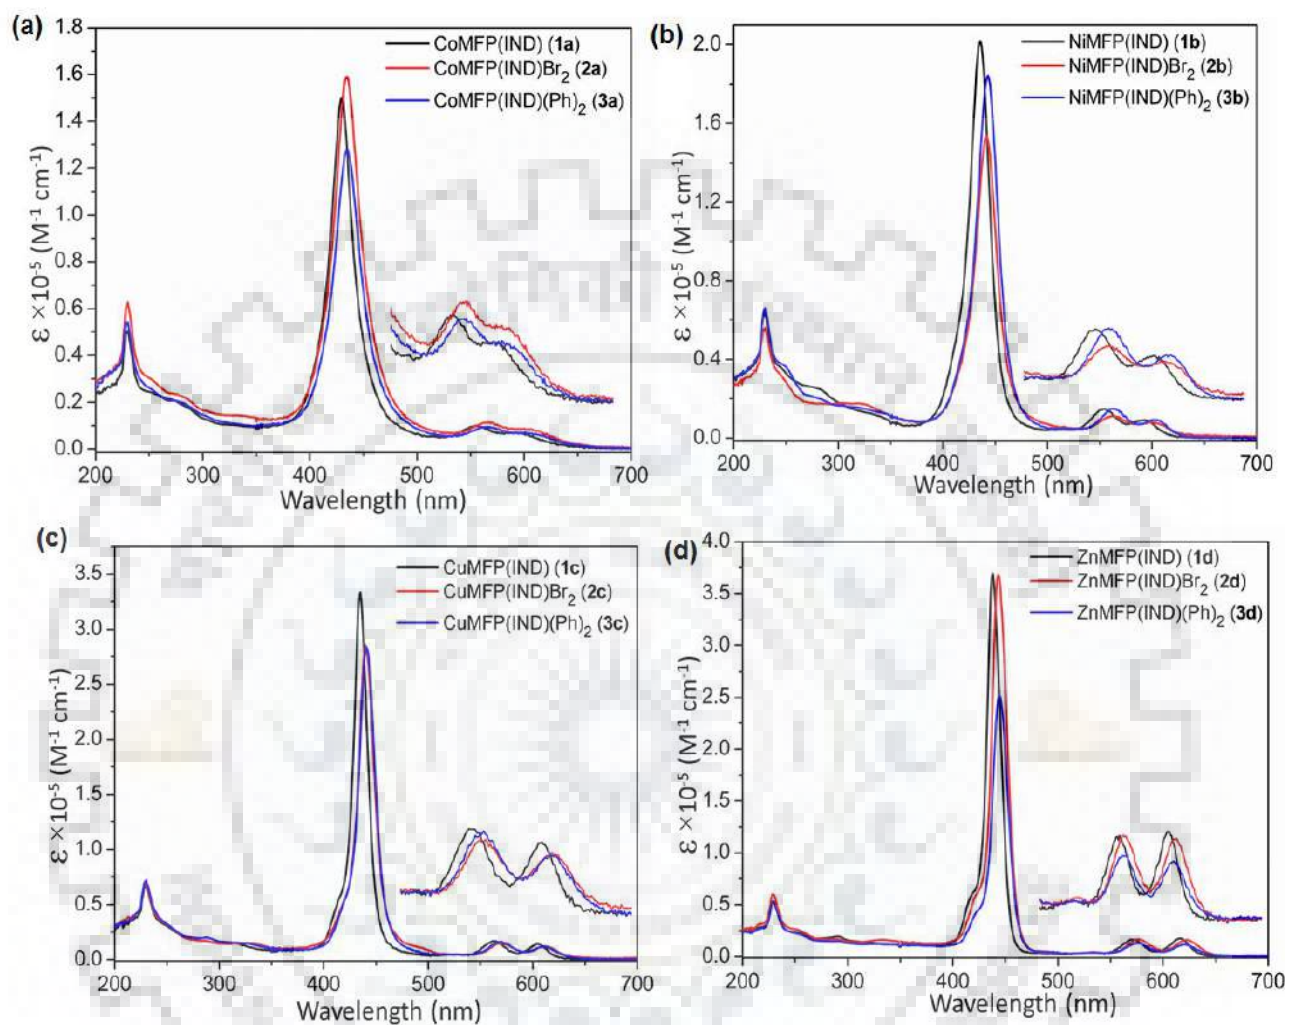 (a)
CoMFP(IND) (1a)
CoMFP(IND)Br₂ (2a)
CoMFP(IND)(Ph)₂ (3a)
ε ×10⁻⁵ (M⁻¹ cm⁻¹)
1.8
1.6
1.4
1.2
1.0
0.8
0.6
0.4
0.2
0.0
200 300 400 500 600 700
Wavelength (nm)
(b)
NiMFP(IND) (1b)
NiMFP(IND)Br₂ (2b)
NiMFP(IND)(Ph)₂ (3b)
ε ×10⁻⁵ (M⁻¹ cm⁻¹)
2.0
1.6
1.2
0.8
0.4
0.0
200 300 400 500 600 700
Wavelength (nm)
(c)
CuMFP(IND) (1c)
CuMFP(IND)Br₂ (2c)
CuMFP(IND)(Ph)₂ (3c)
ε ×10⁻⁵ (M⁻¹ cm⁻¹)
3.5
3.0
2.5
2.0
1.5
1.0
0.5
0.0
200 300 400 500 600 700
Wavelength (nm)
(d)
ZnMFP(IND) (1d)
ZnMFP(IND)Br₂ (2d)
ZnMFP(IND)(Ph)₂ (3d)
ε ×10⁻⁵ (M⁻¹ cm⁻¹)
4.0
3.5
3.0
2.5
2.0
1.5
1.0
0.5
0.0
200 300 400 500 600 700
Wavelength (nm)